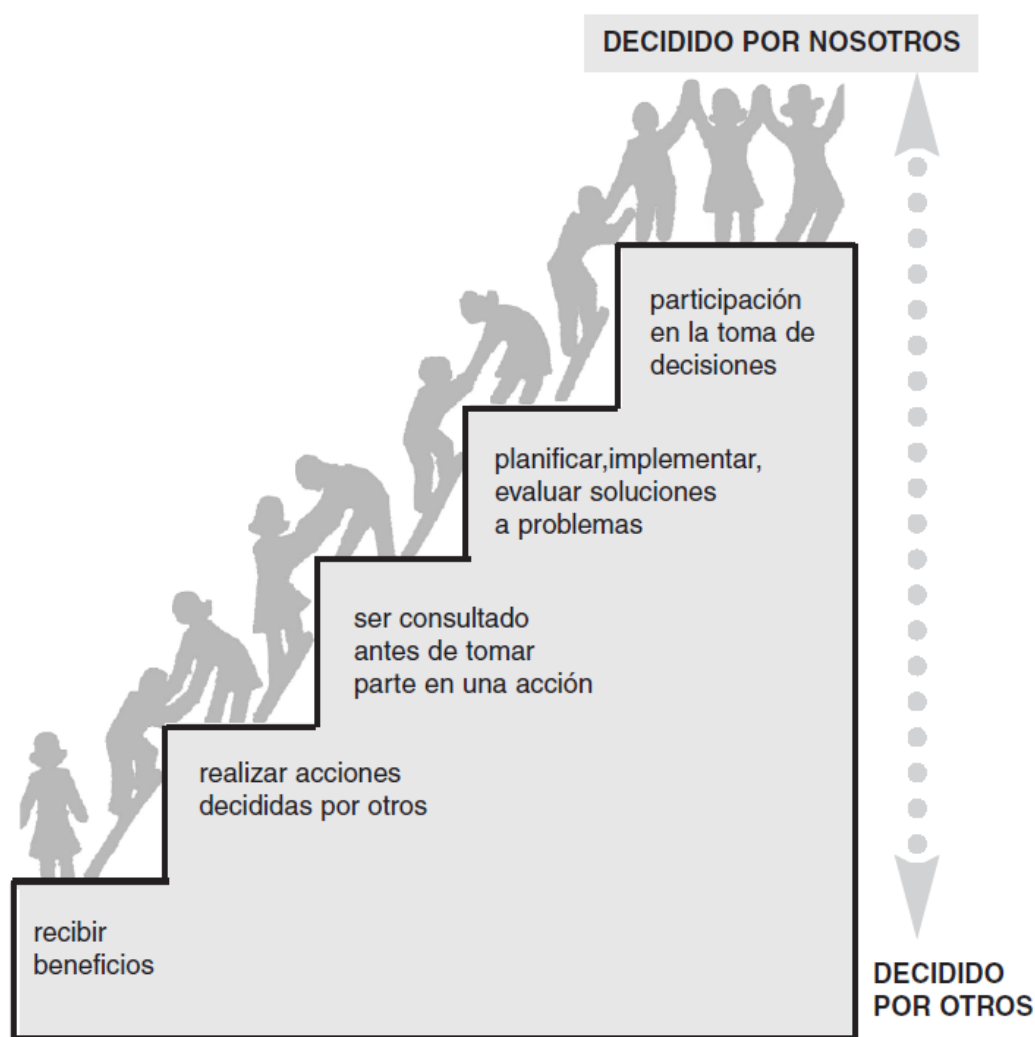 DECIDIDO POR NOSOTROS
participación
en la toma de
decisiones
planificar,implementar,
evaluar soluciones
a problemas
ser consultado
antes de tomar
parte en una acción
realizar acciones
decididas por otros
recibir
beneficios
DECIDIDO
POR OTROS